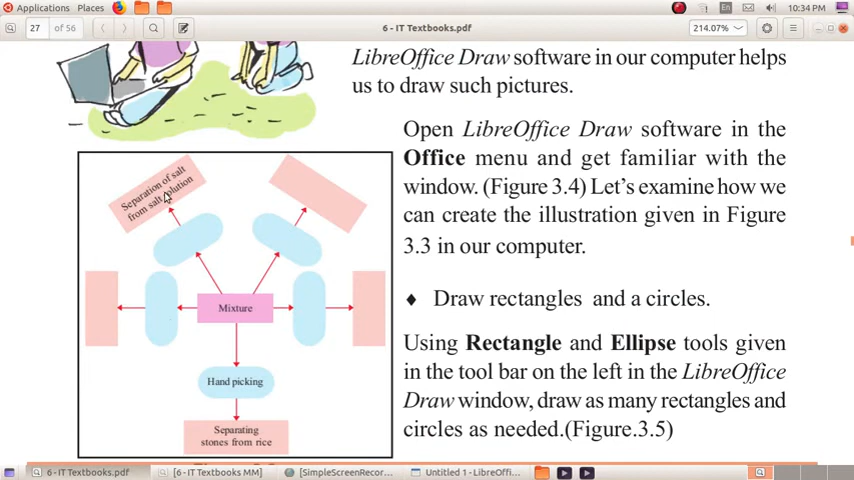 Applications Places En 10:34 PM
27 of 56 6 - IT Textbooks.pdf 214.07%
LibreOffice Draw software in our computer helps
us to draw such pictures.
Open LibreOffice Draw software in the
Office menu and get familiar with the
window. (Figure 3.4) Let's examine how we
can create the illustration given in Figure
3.3 in our computer.
♦ Draw rectangles and a circles.
Using Rectangle and Ellipse tools given
in the tool bar on the left in the LibreOffice
Draw window, draw as many rectangles and
circles as needed.(Figure.3.5)
Separation of salt
from salt solution
Mixture
Hand picking
Separating
stones from rice
6 - IT Textbooks.pdf [6 - IT Textbooks MM] [SimpleScreenRecor... Untitled 1 - LibreOffi...